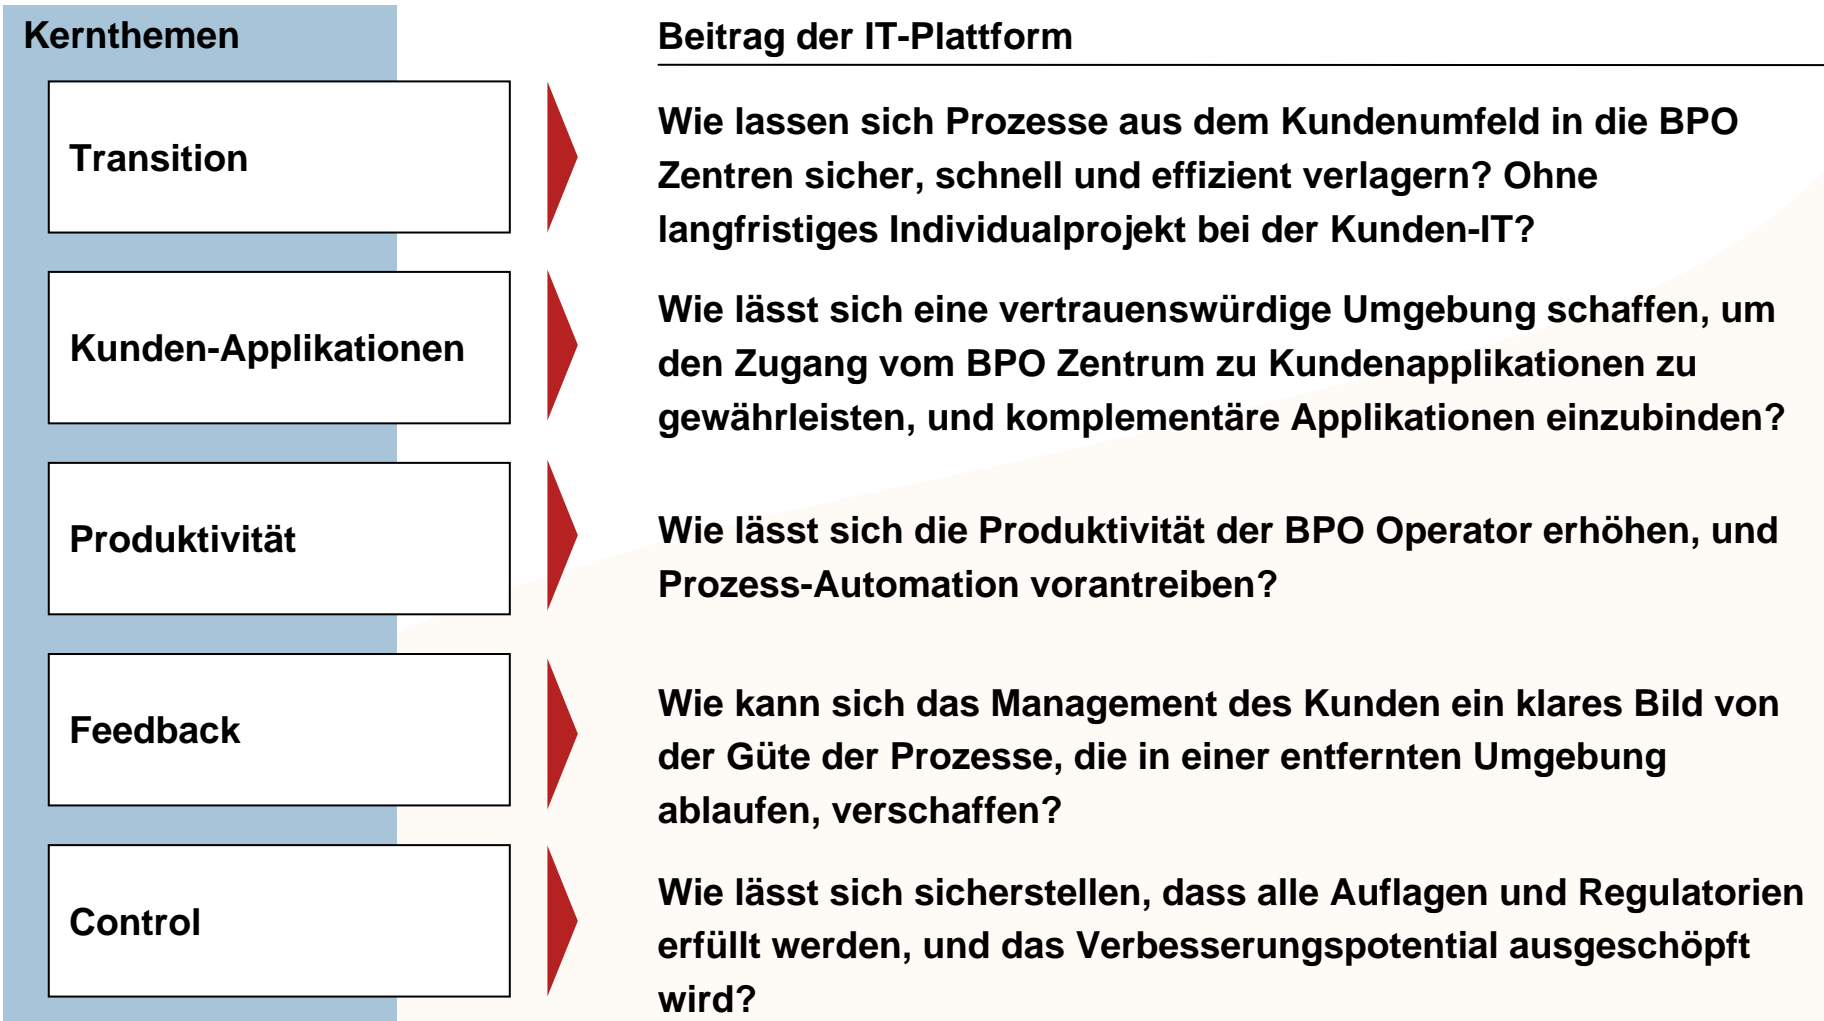 Kernthemen
Beitrag der IT-Plattform
Transition
Wie lassen sich Prozesse aus dem Kundenumfeld in die BPO
Zentren sicher, schnell und effizient verlagern? Ohne
langfristiges Individualprojekt bei der Kunden-IT?
Kunden-Applikationen
Wie lässt sich eine vertrauenswürdige Umgebung schaffen, um
den Zugang vom BPO Zentrum zu Kundenapplikationen zu
gewährleisten, und komplementäre Applikationen einzubinden?
Produktivität
Wie lässt sich die Produktivität der BPO Operator erhöhen, und
Prozess-Automation vorantreiben?
Feedback
Wie kann sich das Management des Kunden ein klares Bild von
der Güte der Prozesse, die in einer entfernten Umgebung
ablaufen, verschaffen?
Control
Wie lässt sich sicherstellen, dass alle Auflagen und Regulatorien
erfüllt werden, und das Verbesserungspotential ausgeschöpft
wird?